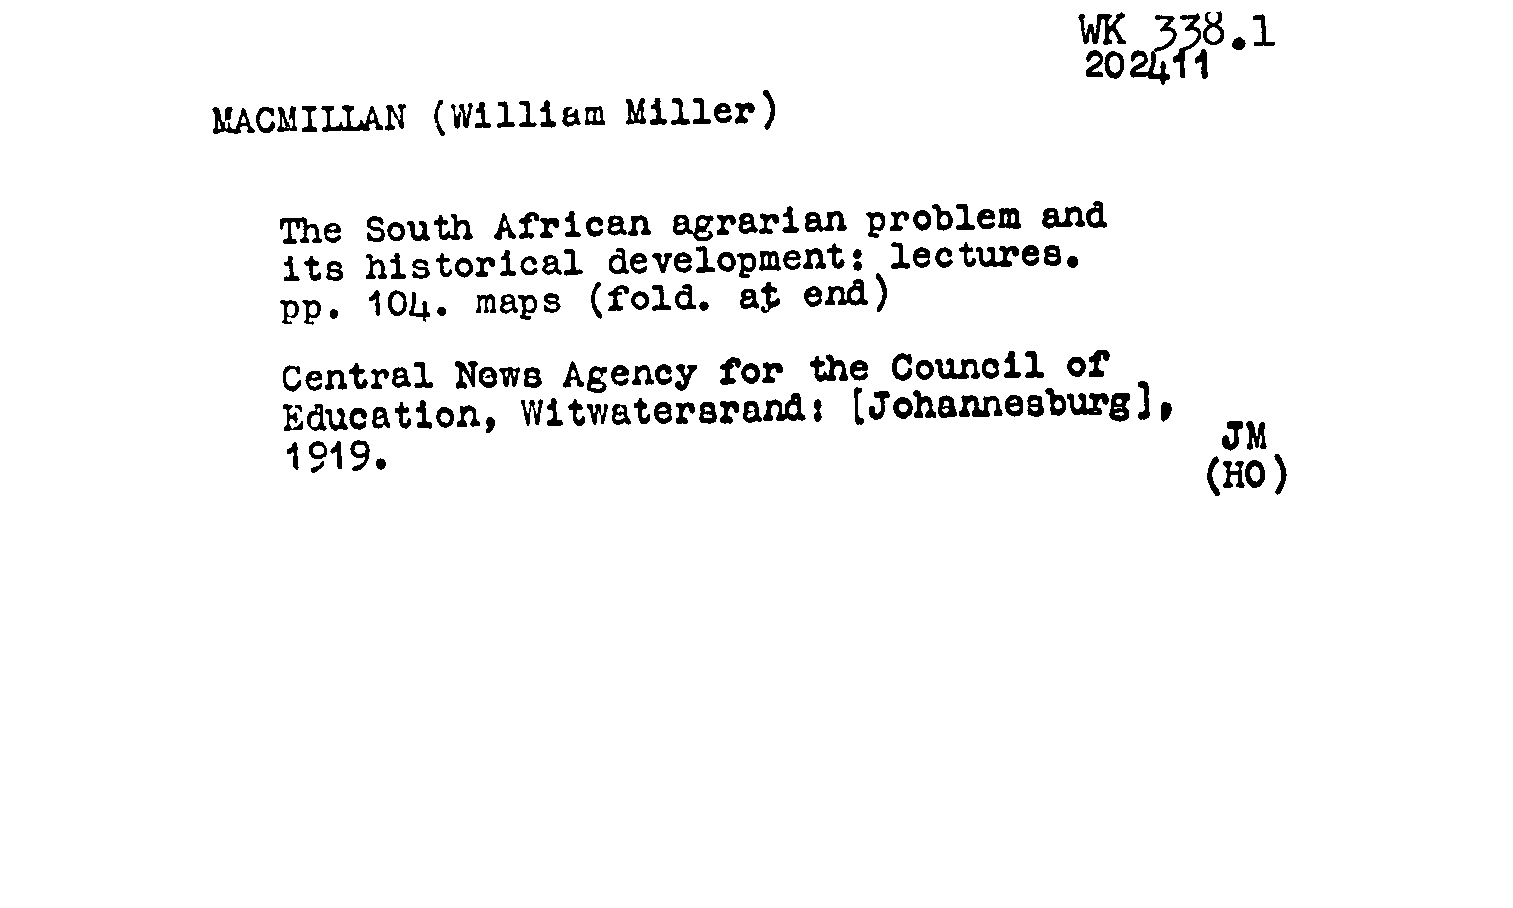 WK 338.1
202411
MACMILLAN (William Miller)
The South African agrarian problem and
its historical development: lectures.
pp. 104. maps (fold. at end)
Central News Agency for the Council of
Education, Witwatersrand: [Johannesburg],
1919.
JM
(HO)